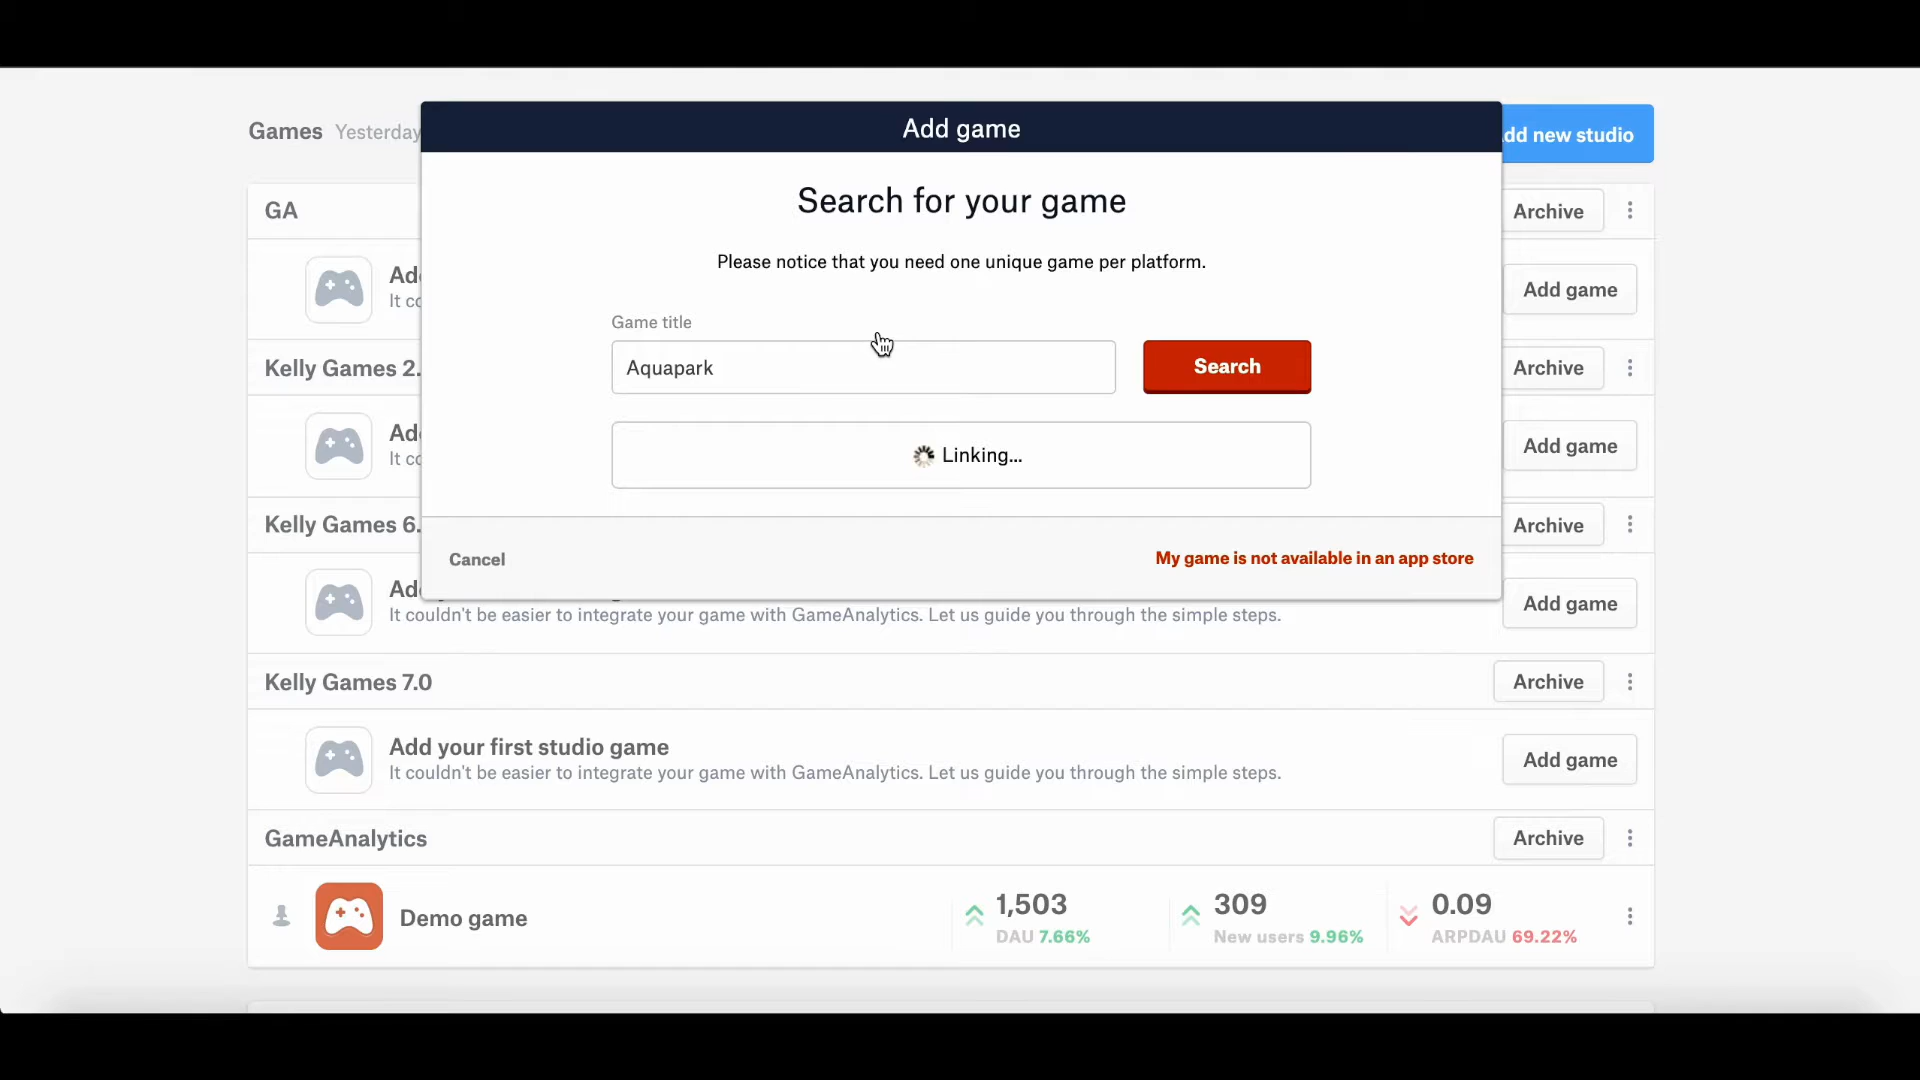 Add game
Games Yesterday
dd new studio
Search for your game
GA
Archive
Please notice that you need one unique game per platform.
Add game
It
Game title
Aquapark
Search
Kelly Games 2.
Archive
Add game
It
Linking...
Kelly Games 6.
Archive
Cancel
My game is not available in an app store
Add game
It couldn't be easier to integrate your game with GameAnalytics. Let us guide you through the simple steps.
Kelly Games 7.0
Archive
Add your first studio game
It couldn't be easier to integrate your game with GameAnalytics. Let us guide you through the simple steps.
Add game
GameAnalytics
Archive
Demo game
1,503
DAU 7.66%
309
New users 9.96%
0.09
ARPDAU 69.22%